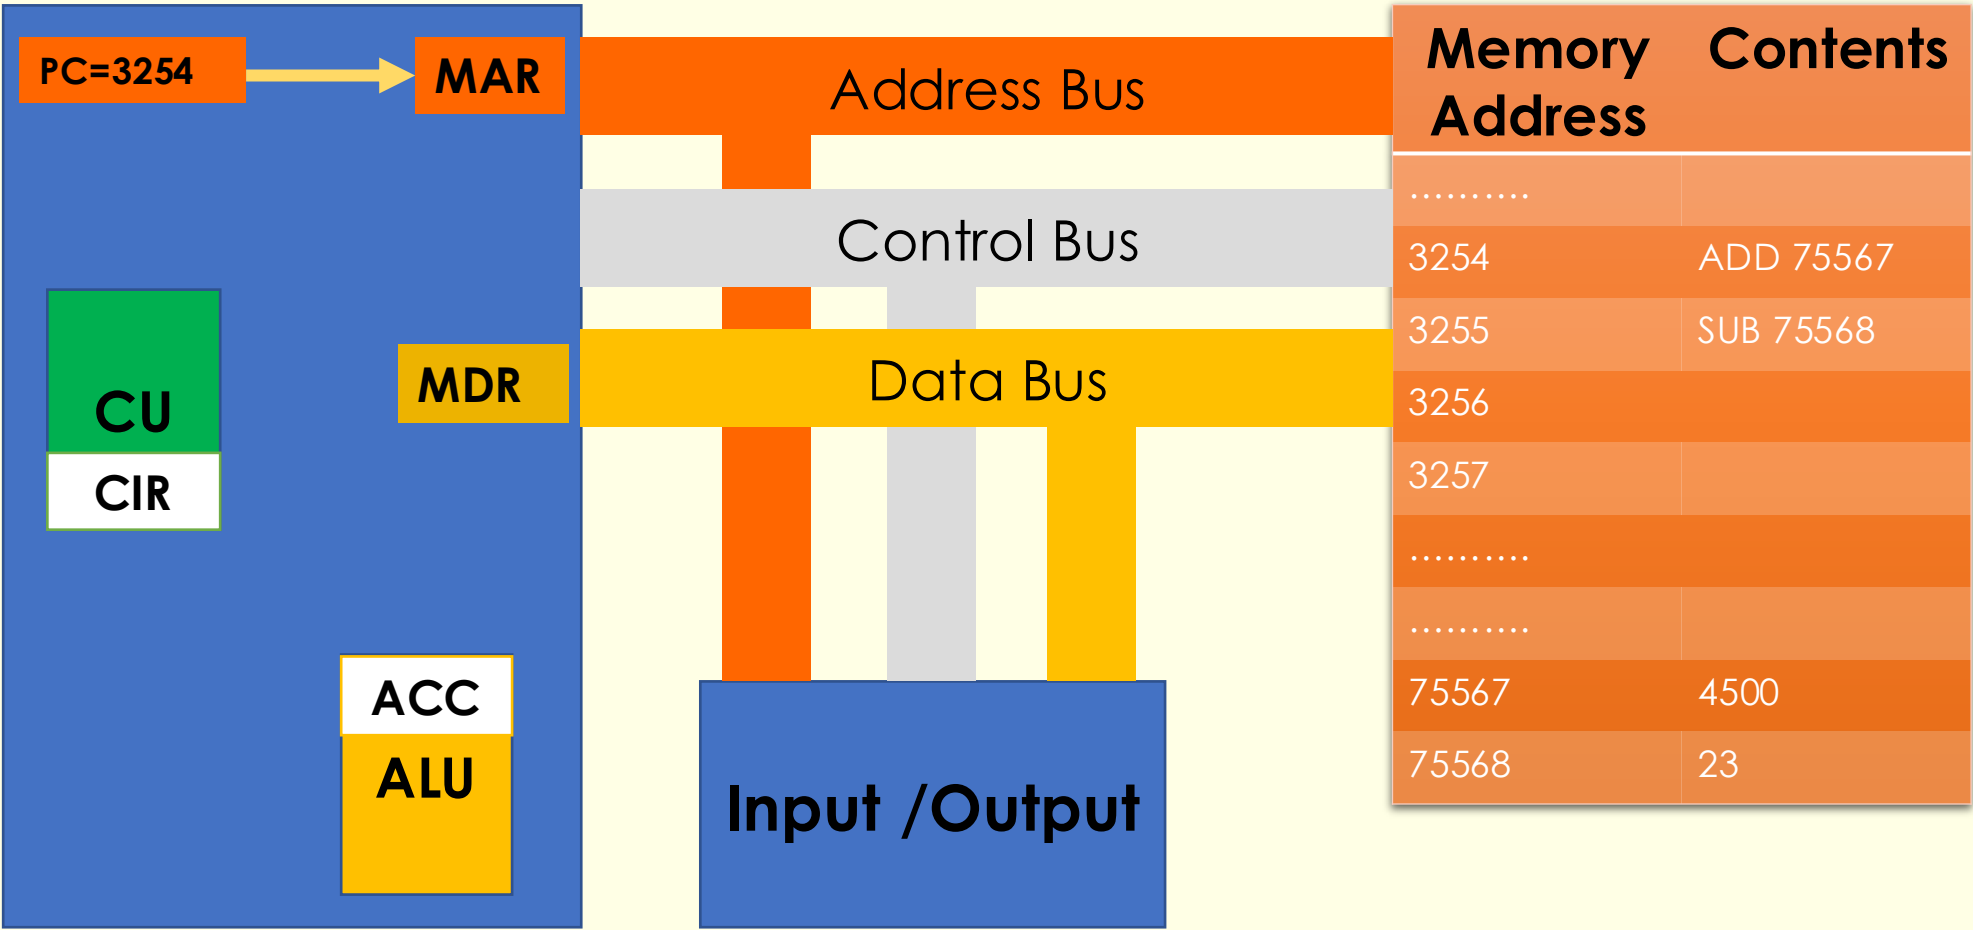 PC=3254
MAR
Address Bus
Control Bus
CU
CIR
MDR
Data Bus
ACC
ALU
Input /Output
Memory Contents
Address
..........
3254 ADD 75567
3255 SUB 75568
3256
3257
..........
..........
75567 4500
75568 23